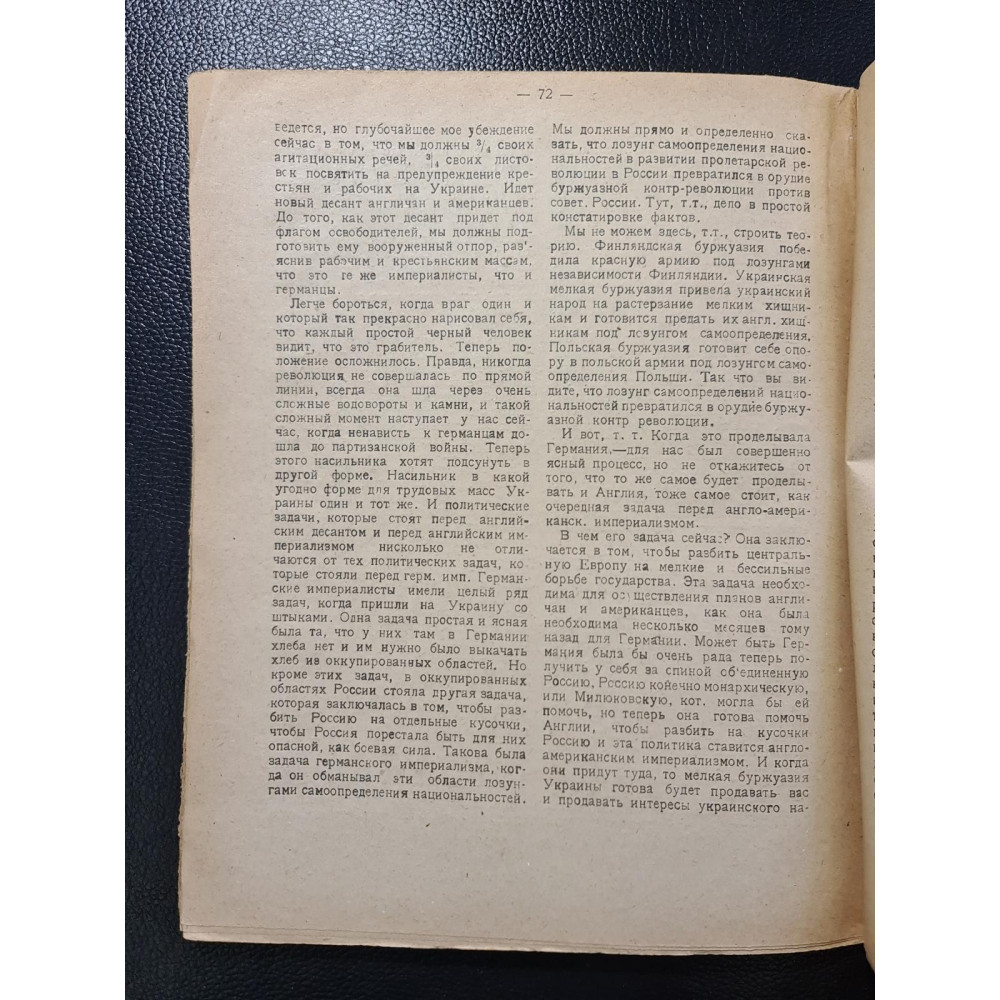 — 72 —
ведется, но глубочайшее мое убеждение
сейчас в том, что мы должны ³/₄ своих
агитационных речей, ³/₄ своих листо-
вок посвятить на предупреждение кре-
стьян и рабочих на Украине. Идет
новый десант англичан и американцев.
До того, как этот десант придет под
флагом освободителей, мы должны под-
готовить ему вооруженный отпор, раз'-
яснив рабочим и крестьянским массам,
что это те же империалисты, что и
германцы.
Легче бороться, когда враг один и
который так прекрасно нарисовал себя,
что каждый простой черный человек
видит, что это грабитель. Теперь по-
ложение осложнилось. Правда, никогда
революция не совершалась по прямой
линии, всегда она шла через очень
сложные водовороты и камни, и такой
сложный момент наступает у нас сей-
час, когда ненависть к германцам до-
шла до партизанской войны. Теперь
этого насильника хотят подсунуть в
другой форме. Насильник в какой
угодно форме для трудовых масс Ук-
раины один и тот же. И политические
задачи, которые стоят перед английс-
ским десантом и перед английским им-
периализмом нисколько не отли-
чаются от тех политических задач, ко-
торые стояли перед герм. имп. Герман-
ские империалисты имели целый ряд
задач, когда пришли на Украину со
штыками. Одна задача простая и ясная
была та, что у них там в Германии
хлеба нет и им нужно было выкачать
хлеб из оккупированных областей. Но
кроме этих задач, в оккупированных
областях России стояла другая задача,
которая заключалась в том, чтобы раз-
бить Россию на отдельные кусочки,
чтобы Россия порестала быть для них
опасной, как боевая сила. Такова была
задача германского империализма, ког-
да он обманывал эти области лозун-
гами самоопределения национальностей.
Мы должны прямо и определенно ска-
зать, что лозунг самоопределения нацио-
нальностей в развитии пролетарской ре-
волюции в России превратился в орудие
буржуазной контр-революции против
совет. России. Тут, т.т., дело в простой
констатировке фактов.
Мы не можем здесь, т.т., строить тео-
рию. Финляндская буржуазия побе-
дила красную армию под лозунгами
независимости Финляндии. Украинская
мелкая буржуазия привела украинский
народ на растерзание мелким хищни-
кам и готовится предать их англ. хищ-
никам под лозунгом самоопределения.
Польская буржуазия готовит себе опо-
ру в польской армии под лозунгом само-
определения Польши. Так что вы ви-
дите, что лозунг самоопределений нацио-
нальностей превратился в орудие буржу-
азной контр революции.
И вот, т. т. Когда это проделывала
Германия,—для нас был совершенно
ясный процесс, но не откажитесь от
того, что то же самое будет проделы-
вать и Англия, тоже самое стоит, как
очередная задача перед англо-амери-
канск. империализмом.
В чем его задача сейчас? Она заклю-
чается в том, чтобы разбить централь-
ную Европу на мелкие и бессильные
борьбе государства. Эта задача необхо-
дима для осуществления планов англи-
чан и американцев, как она была
необходима несколько месяцев тому
назад для Германии. Может быть Гер-
мания была бы очень рада теперь по-
лучить у себя за спиной об'единенную
Россию, Россию конечно монархическую,
или Милюковскую, кот. могла бы ей
помочь, но теперь она готова помочь
Англии, чтобы разбить на кусочки
Россию и эта политика ставится англо-
американским империализмом. И когда
они придут туда, то мелкая буржуазия
Украины готова будет продавать вас
и продавать интересы украинского на-